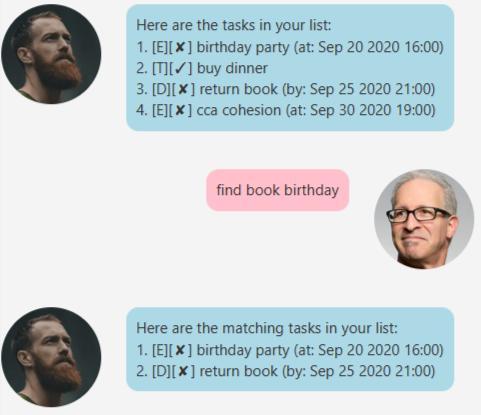 Here are the tasks in your list:
1. [E][✘] birthday party (at: Sep 20 2020 16:00)
2. [T][✓] buy dinner
3. [D][✘] return book (by: Sep 25 2020 21:00)
4. [E][✘] cca cohesion (at: Sep 30 2020 19:00)
find book birthday
Here are the matching tasks in your list:
1. [E][✘] birthday party (at: Sep 20 2020 16:00)
2. [D][✘] return book (by: Sep 25 2020 21:00)